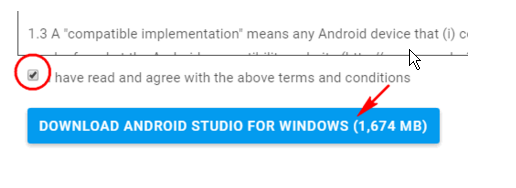 1.3 A "compatible implementation" means any Android device that (i)
I have read and agree with the above terms and conditions
DOWNLOAD ANDROID STUDIO FOR WINDOWS (1,674 MB)